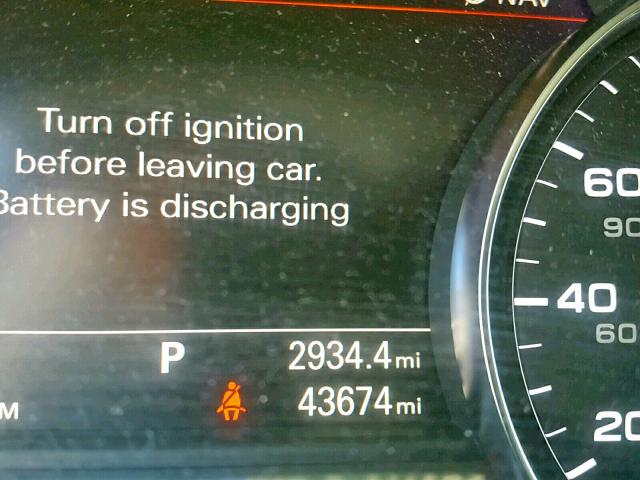 NAV
Turn off ignition
before leaving car.
Battery is discharging
P 2934.4 mi
43674 mi
60
90
40
60
20